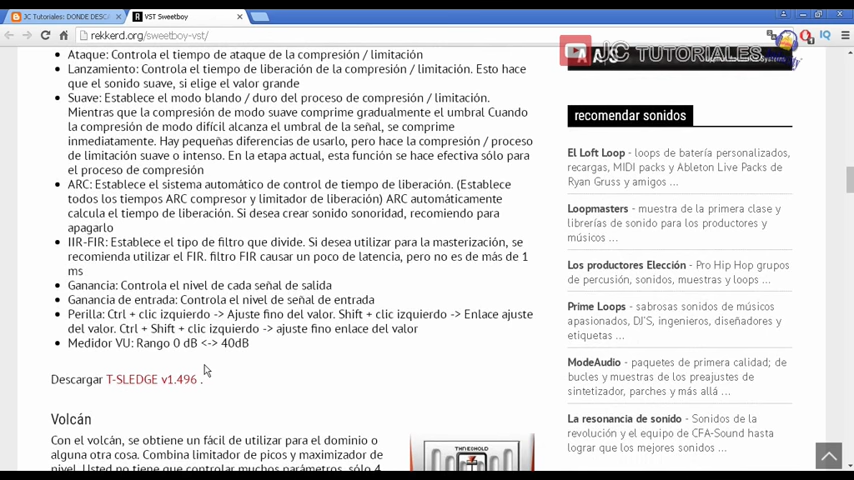 JC Tutoriales: DONDE DESC
VST Sweetboy
rekkerd.org/sweetboy-vst/
JC TUTORIALES
AAS
Systems
Ataque: Controla el tiempo de ataque de la compresión / limitación
Lanzamiento: Controla el tiempo de liberación de la compresión / limitación. Esto hace
que el sonido suave, si elige el valor grande
Suave: Establece el modo blando / duro del proceso de compresión / limitación.
Mientras que la compresión de modo suave comprime gradualmente el umbral Cuando
la compresión de modo difícil alcanza el umbral de la señal, se comprime
inmediatamente. Hay pequeñas diferencias de usarlo, pero hace la compresión / proceso
de limitación suave o intenso. En la etapa actual, esta función se hace efectiva sólo para
el proceso de compresión
ARC: Establece el sistema automático de control de tiempo de liberación. (Establece
todos los tiempos ARC compresor y limitador de liberación) ARC automáticamente
calcula el tiempo de liberación. Si desea crear sonido sonoridad, recomiendo para
apagarlo
IIR-FIR: Establece el tipo de filtro que divide. Si desea utilizar para la masterización, se
recomienda utilizar el FIR. filtro FIR causar un poco de latencia, pero no es de más de 1
ms
Ganancia: Controla el nivel de cada señal de salida
Ganancia de entrada: Controla el nivel de señal de entrada
Perilla: Ctrl + clic izquierdo -> Ajuste fino del valor. Shift + clic izquierdo -> Enlace ajuste
del valor. Ctrl + Shift + clic izquierdo -> ajuste fino enlace del valor
Medidor VU: Rango 0 dB <-> 40dB
Descargar T-SLEDGE v1.496 .
Volcán
Con el volcán, se obtiene un fácil de utilizar para el dominio o
alguna otra cosa. Combina limitador de picos y maximizador de
nivel. Usted no tiene que controlar muchos parámetros, sólo 4
THRESHOLD
recomendar sonidos
El Loft Loop - loops de batería personalizados,
recargas, MIDI packs y Ableton Live Packs de
Ryan Gruss y amigos ...
Loopmasters - muestra de la primera clase y
librerías de sonido para los productores y
músicos ...
Los productores Elección - Pro Hip Hop grupos
de percusión, sonidos, muestras y loops ...
Prime Loops - sabrosas sonidos de músicos
apasionados, DJ'S, ingenieros, diseñadores y
etiquetas ...
ModeAudio - paquetes de primera calidad; de
bucles y muestras de los preajustes de
sintetizador, parches y más allá ...
La resonancia de sonido - Sonidos de la
revolución y el equipo de CFA-Sound hasta
lograr que los mejores sonidos ...